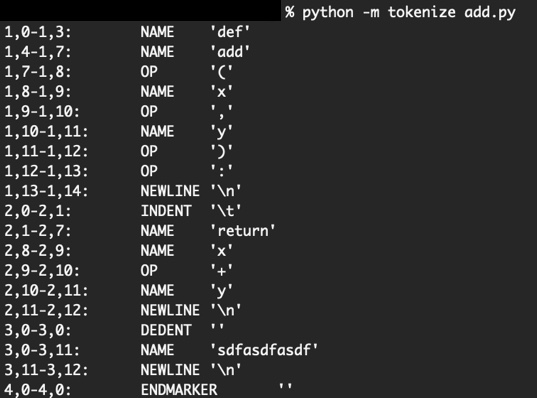 % python -m tokenize add.py
1,0-1,3: NAME 'def'
1,4-1,7: NAME 'add'
1,7-1,8: OP '('
1,8-1,9: NAME 'x'
1,9-1,10: OP ','
1,10-1,11: NAME 'y'
1,11-1,12: OP ')'
1,12-1,13: OP ':'
1,13-1,14: NEWLINE '\n'
2,0-2,1: INDENT '\t'
2,1-2,7: NAME 'return'
2,8-2,9: NAME 'x'
2,9-2,10: OP '+'
2,10-2,11: NAME 'y'
2,11-2,12: NEWLINE '\n'
3,0-3,0: DEDENT ''
3,0-3,11: NAME 'sdfasdfasdf'
3,11-3,12: NEWLINE '\n'
4,0-4,0: ENDMARKER ''